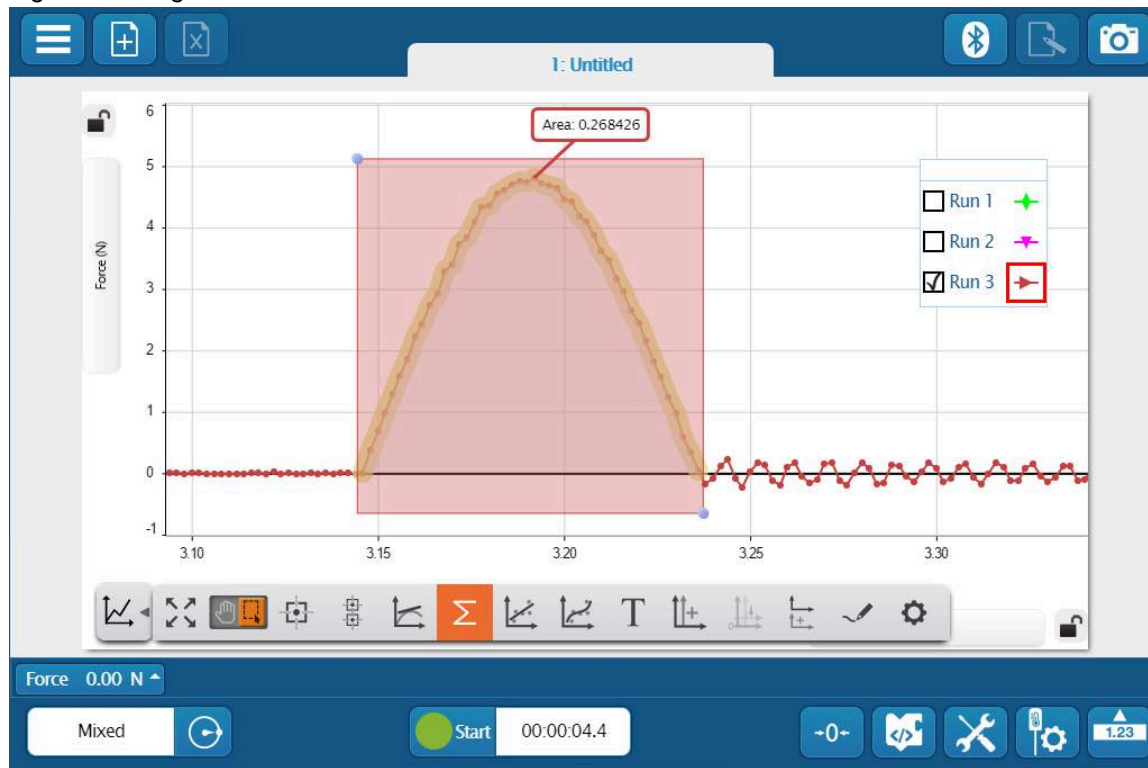 1: Untitled
Area: 0.268426
6
5
4
3
2
1
0
-1
Force (N)
Run 1
Run 2
Run 3
3.10 3.15 3.20 3.25 3.30
Σ T
Force 0.00 N
Mixed Start 00:00:04.4 →0← </> 1.23